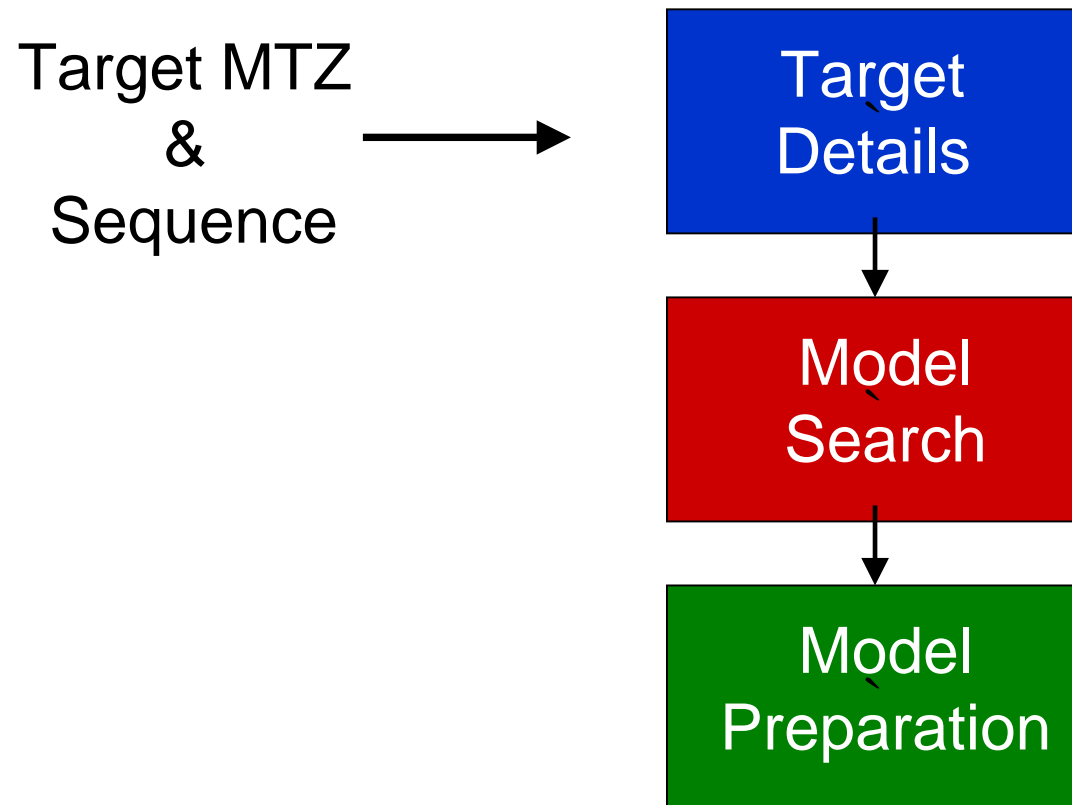 Target MTZ
&
Sequence
Target
`
Details
Model
`
Search
Model
`
Preparation